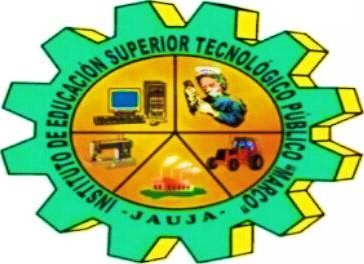 INSTITUTO DE EDUCACIÓN SUPERIOR TECNOLÓGICO PÚBLICO "MARCO"
- JAUJA -